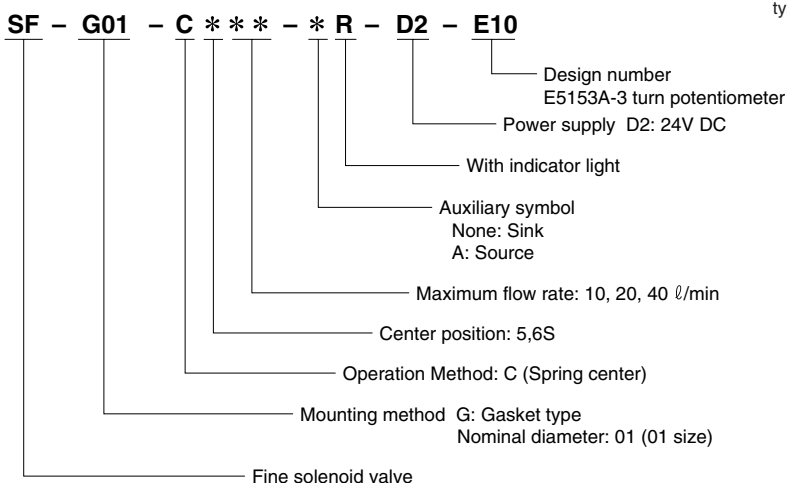 ty
SF – G01 – C * * * – * R – D2 – E10
Design number
E5153A-3 turn potentiometer
Power supply D2: 24V DC
With indicator light
Auxiliary symbol
None: Sink
A: Source
Maximum flow rate: 10, 20, 40 ℓ/min
Center position: 5,6S
Operation Method: C (Spring center)
Mounting method G: Gasket type
Nominal diameter: 01 (01 size)
Fine solenoid valve